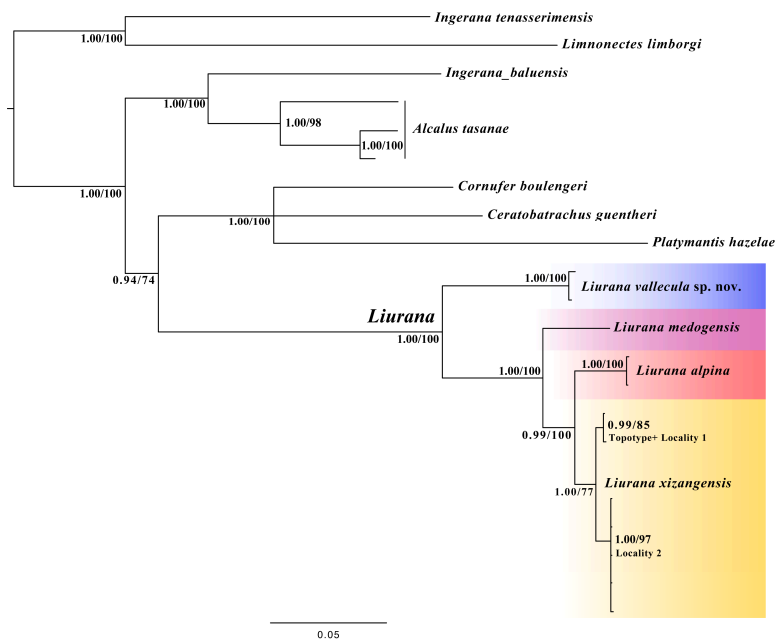 Ingerana tenasserimensis
1.00/100
Limnonectes limborgi
Ingerana_baluensis
1.00/100
1.00/98
Alcalus tasanae
1.00/100
1.00/100
Cornufer boulengeri
1.00/100
Ceratobatrachus guentheri
Platymantis hazelae
0.94/74
1.00/100
Liurana vallecula sp. nov.
Liurana
1.00/100
Liurana medogensis
1.00/100
1.00/100
Liurana alpina
0.99/100
0.99/85
Topotype+ Locality 1
1.00/77
Liurana xizangensis
1.00/97
Locality 2
0.05